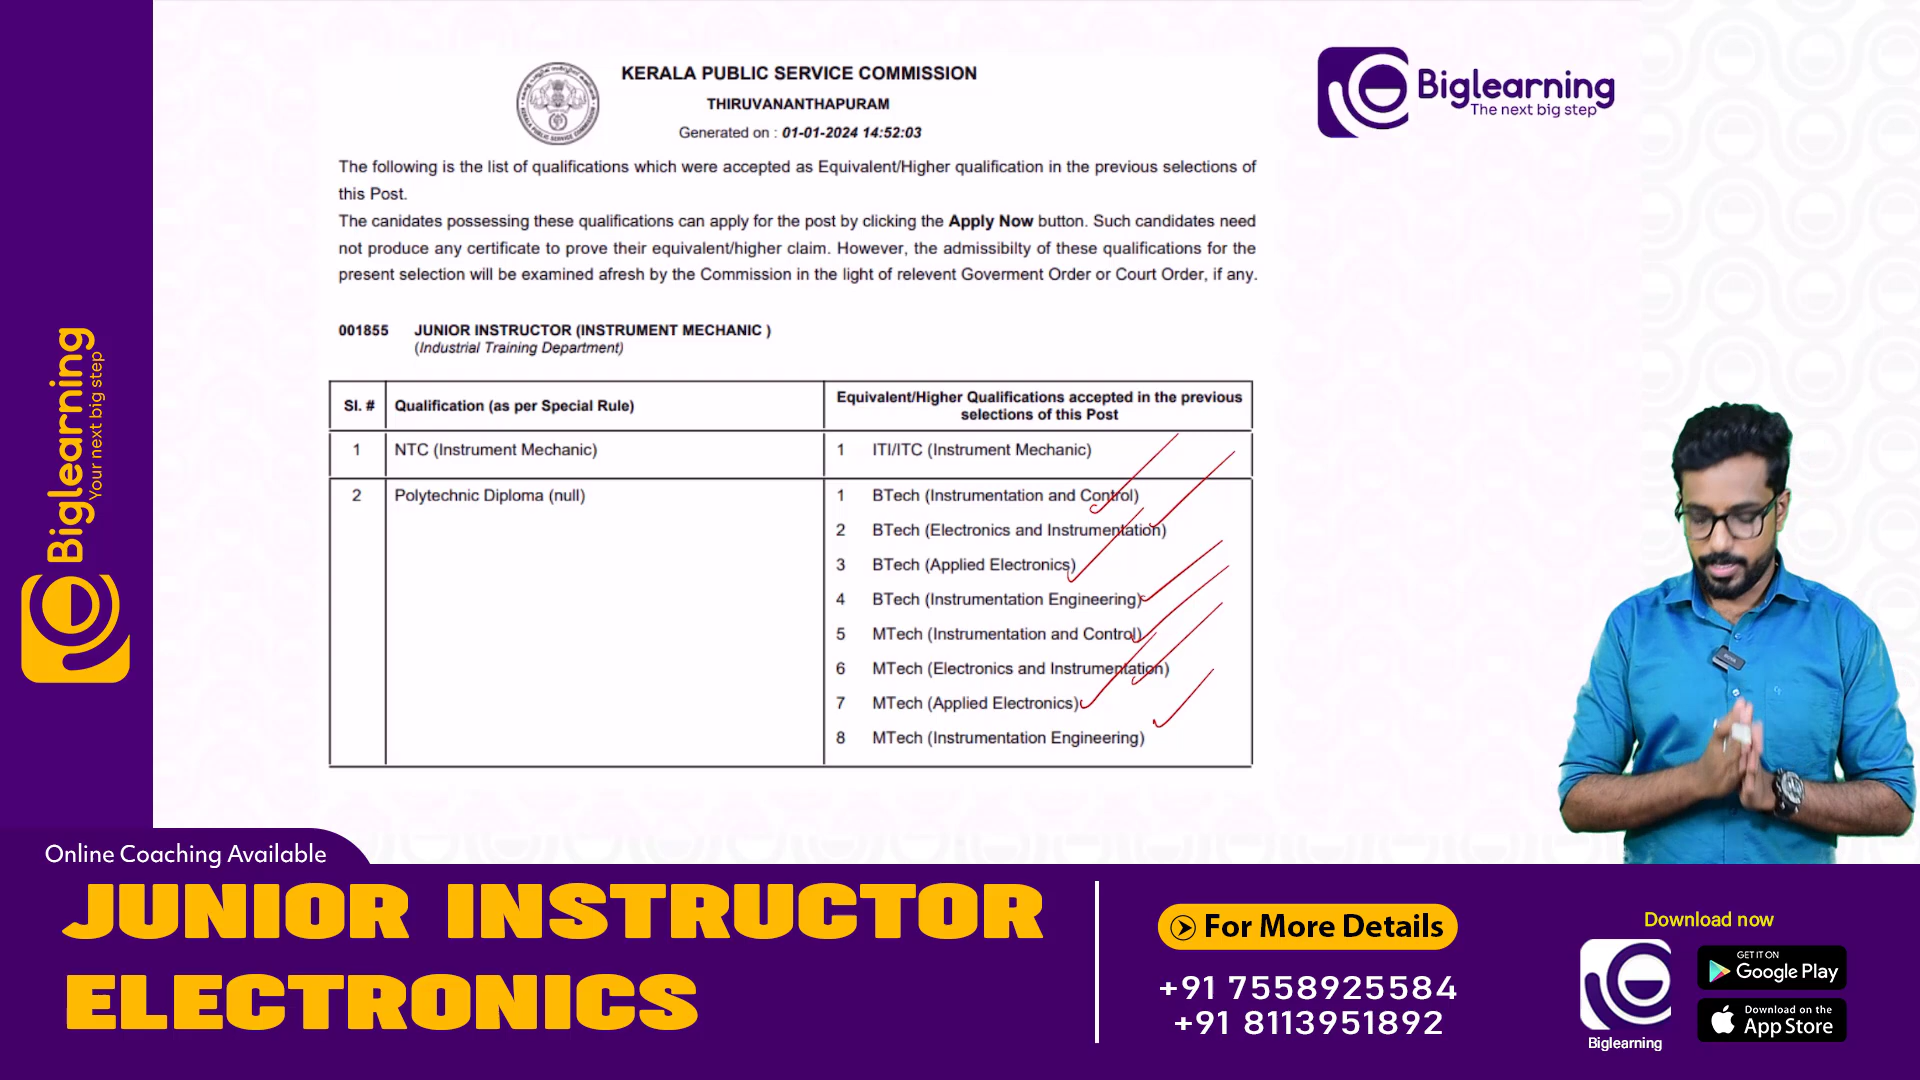 KERALA PUBLIC SERVICE COMMISSION
THIRUVANANTHAPURAM
Generated on : 01-01-2024 14:52:03
Biglearning
The next big step
The following is the list of qualifications which were accepted as Equivalent/Higher qualification in the previous selections of
this Post.
The canidates possessing these qualifications can apply for the post by clicking the Apply Now button. Such candidates need
not produce any certificate to prove their equivalent/higher claim. However, the admissibilty of these qualifications for the
present selection will be examined afresh by the Commission in the light of relevent Goverment Order or Court Order, if any.
001855 JUNIOR INSTRUCTOR (INSTRUMENT MECHANIC )
(Industrial Training Department)
Sl. # Qualification (as per Special Rule) Equivalent/Higher Qualifications accepted in the previous
selections of this Post
1 NTC (Instrument Mechanic) 1 ITI/ITC (Instrument Mechanic)
2 Polytechnic Diploma (null) 1 BTech (Instrumentation and Control)
2 BTech (Electronics and Instrumentation)
3 BTech (Applied Electronics)
4 BTech (Instrumentation Engineering)
5 MTech (Instrumentation and Control)
6 MTech (Electronics and Instrumentation)
7 MTech (Applied Electronics)
8 MTech (Instrumentation Engineering)
Biglearning
Your next big step
Online Coaching Available
JUNIOR INSTRUCTOR
ELECTRONICS
For More Details
+91 7558925584
+91 8113951892
Download now
Biglearning
GET IT ON
Google Play
Download on the
App Store